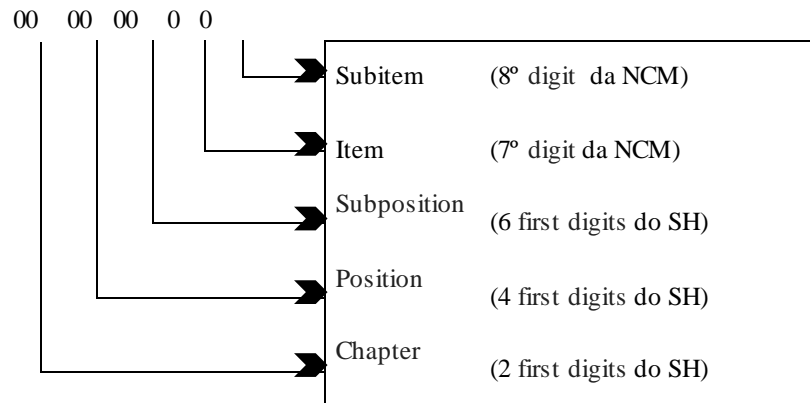 00 00 00 0 0
Subitem (8º digit da NCM)
Item (7º digit da NCM)
Subposition (6 first digits do SH)
Position (4 first digits do SH)
Chapter (2 first digits do SH)